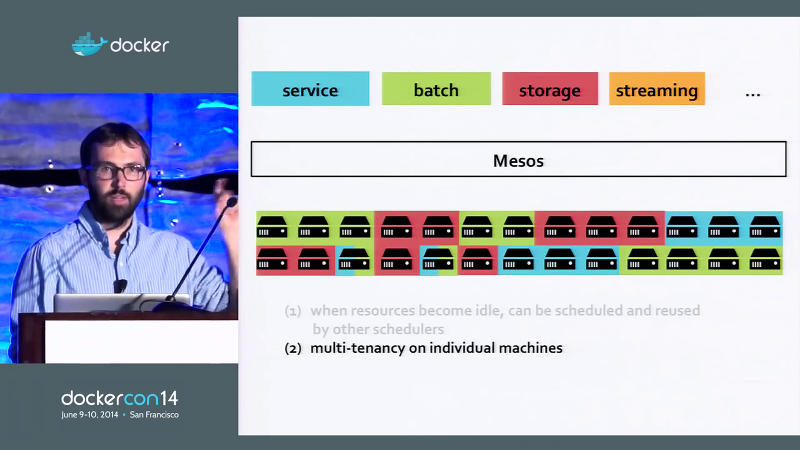 docker
service
batch
storage
streaming
...
Mesos
(1) when resources become idle, can be scheduled and reused
by other schedulers
(2) multi-tenancy on individual machines
dockercon14
June 9-10, 2014 • San Francisco